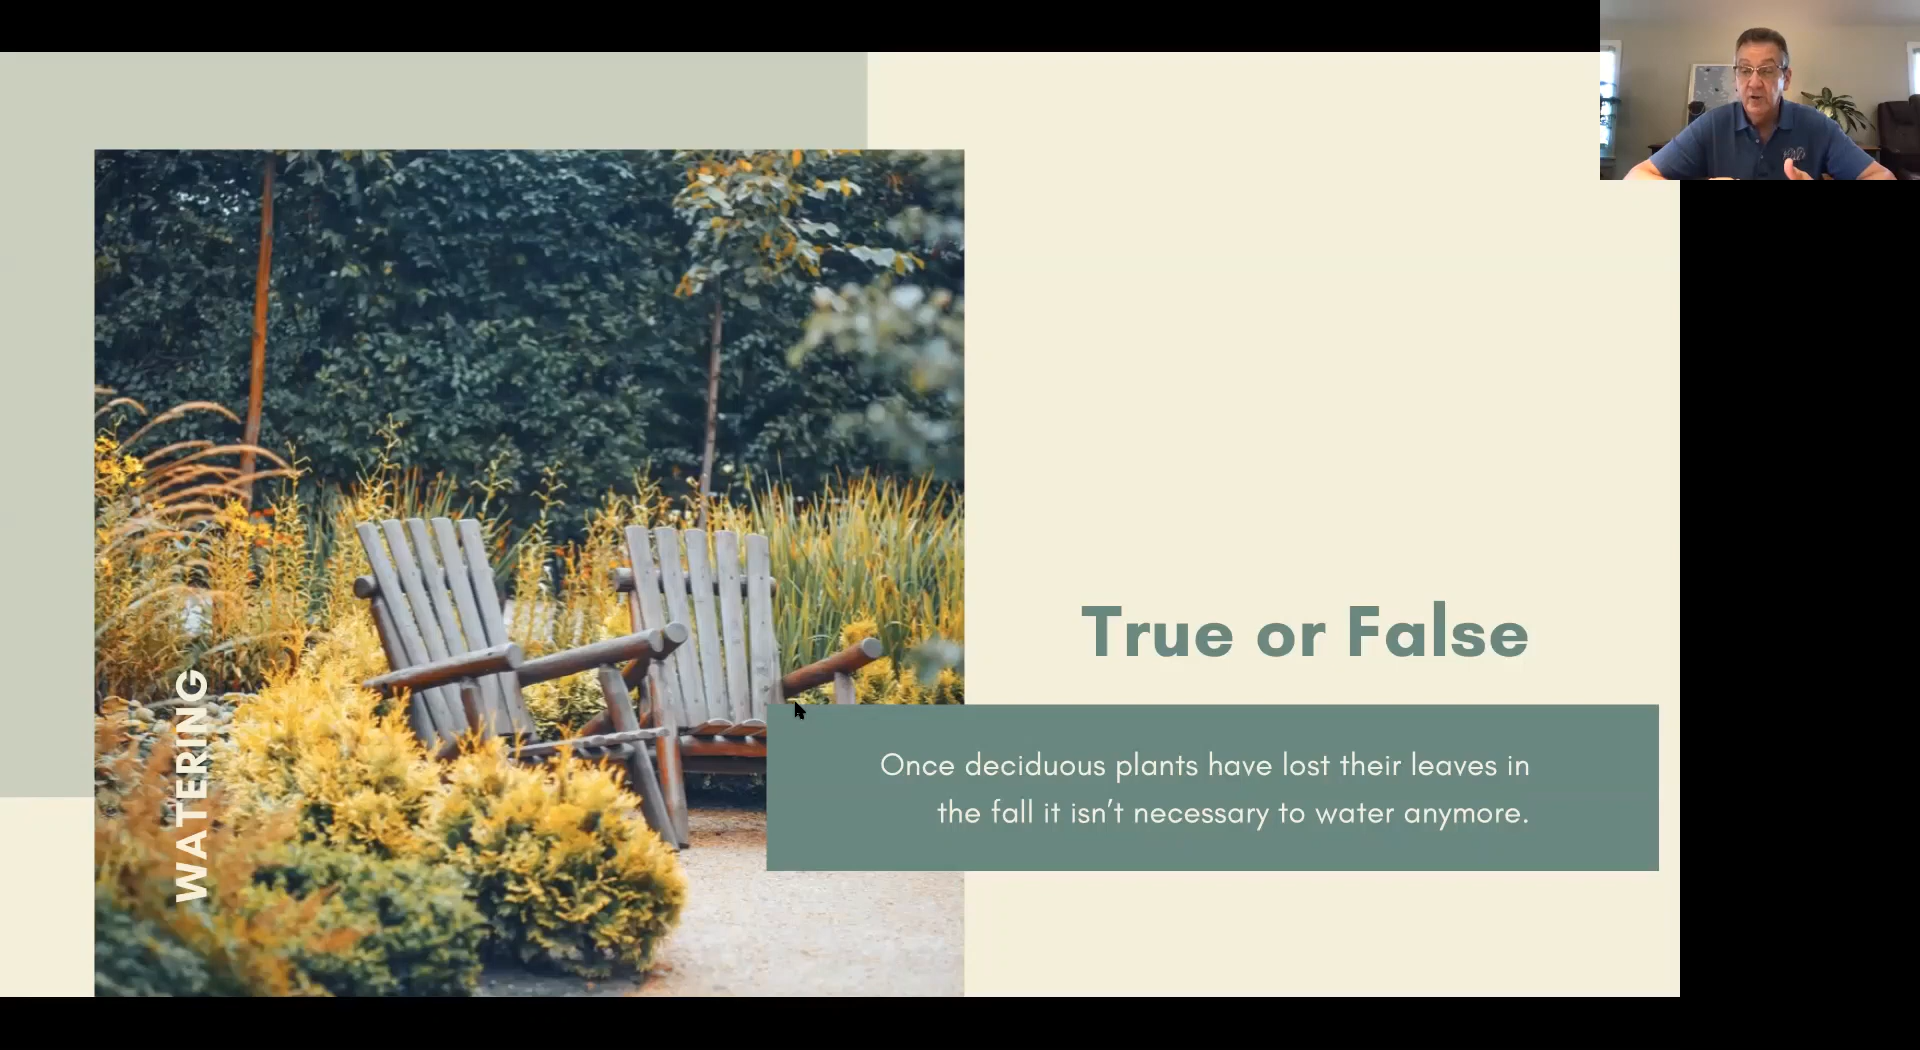 True or False
Once deciduous plants have lost their leaves in
the fall it isn't necessary to water anymore.
WATERING